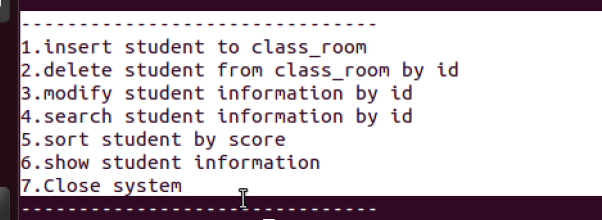 -------------------------------
1.insert student to class_room
2.delete student from class_room by id
3.modify student information by id
4.search student information by id
5.sort student by score
6.show student information
7.Close system
-------------------------------